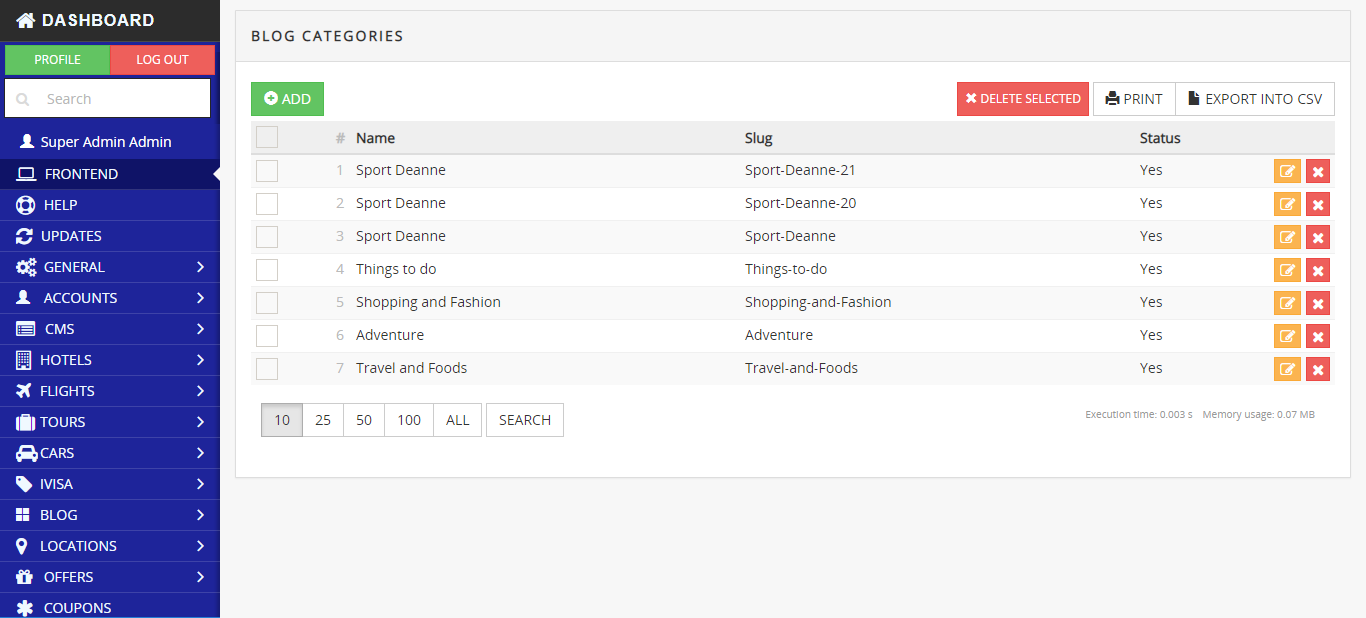 DASHBOARD
PROFILE LOG OUT
Search
Super Admin Admin
FRONTEND
HELP
UPDATES
GENERAL
ACCOUNTS
CMS
HOTELS
FLIGHTS
TOURS
CARS
IVISA
BLOG
LOCATIONS
OFFERS
COUPONS
BLOG CATEGORIES
ADD DELETE SELECTED PRINT EXPORT INTO CSV
# Name Slug Status
1 Sport Deanne Sport-Deanne-21 Yes
2 Sport Deanne Sport-Deanne-20 Yes
3 Sport Deanne Sport-Deanne Yes
4 Things to do Things-to-do Yes
5 Shopping and Fashion Shopping-and-Fashion Yes
6 Adventure Adventure Yes
7 Travel and Foods Travel-and-Foods Yes
10 25 50 100 ALL SEARCH Execution time: 0.003 s Memory usage: 0.07 MB